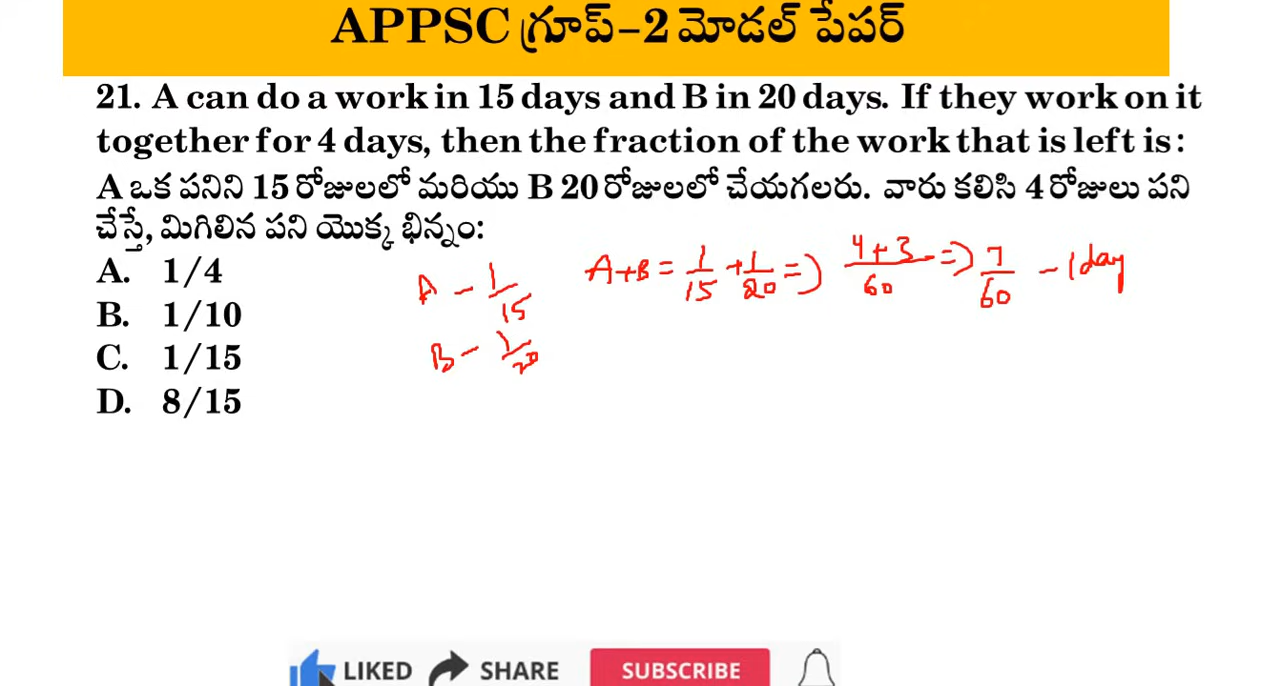 APPSC గ్రూప్-2 మోడల్ పేపర్
21. A can do a work in 15 days and B in 20 days. If they work on it
together for 4 days, then the fraction of the work that is left is:
A ఒక పనిని 15 రోజులలో మరియు B 20 రోజులలో చేయగలరు. వారు కలిసి 4 రోజులు పని
చేస్తే, మిగిలిన పని యొక్క భిన్నం:
A. 1/4
B. 1/10
C. 1/15
D. 8/15
A - 1/15
B - 1/20
A+B = 1/15 + 1/20 => 4+3/60 => 7/60 - 1 day
LIKED SHARE SUBSCRIBE